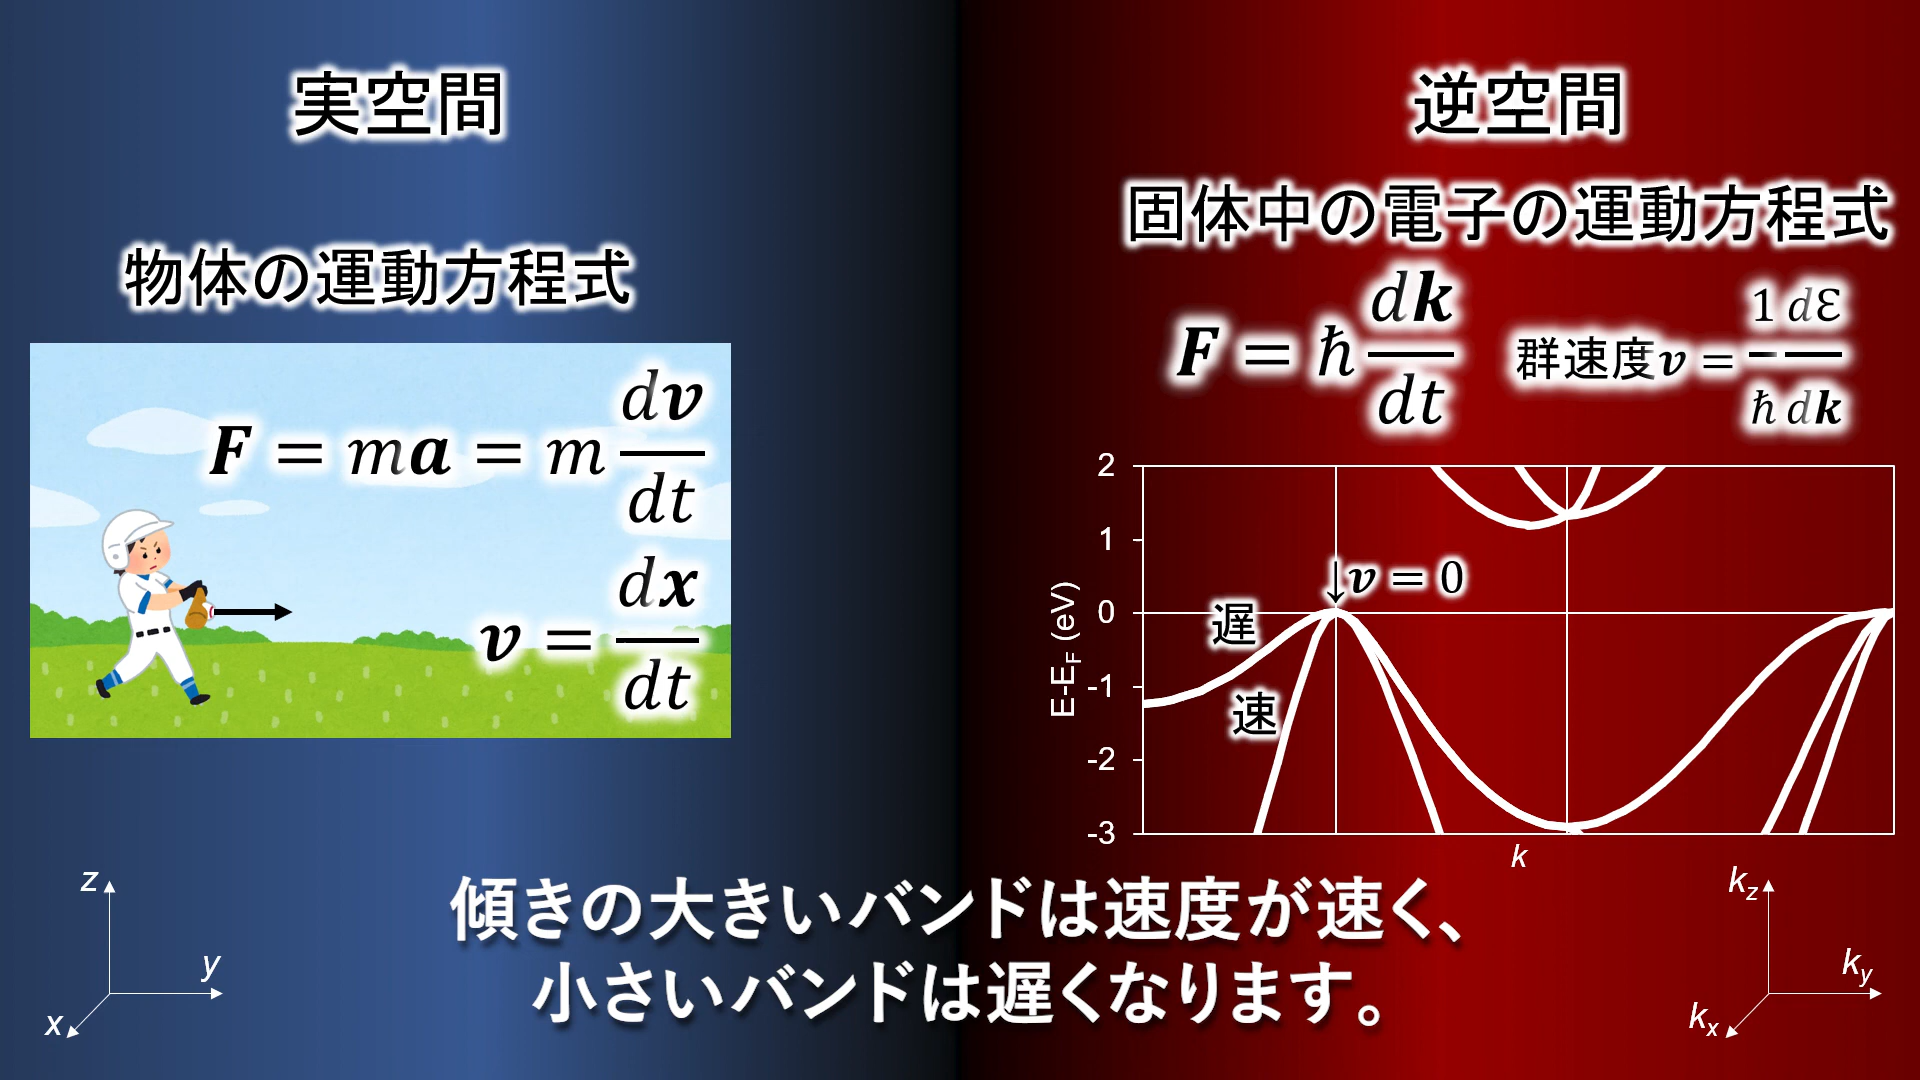 実空間
物体の運動方程式
F = ma = m dv/dt
v = dx/dt
z
y
x
逆空間
固体中の電子の運動方程式
F = ℏ dk/dt
群速度v = 1/ℏ dε/dk
2
1
0
-1
-2
-3
E-E_F (eV)
↓v = 0
遅
速
k
k_z
k_y
k_x
傾きの大きいバンドは速度が速く、
小さいバンドは遅くなります。